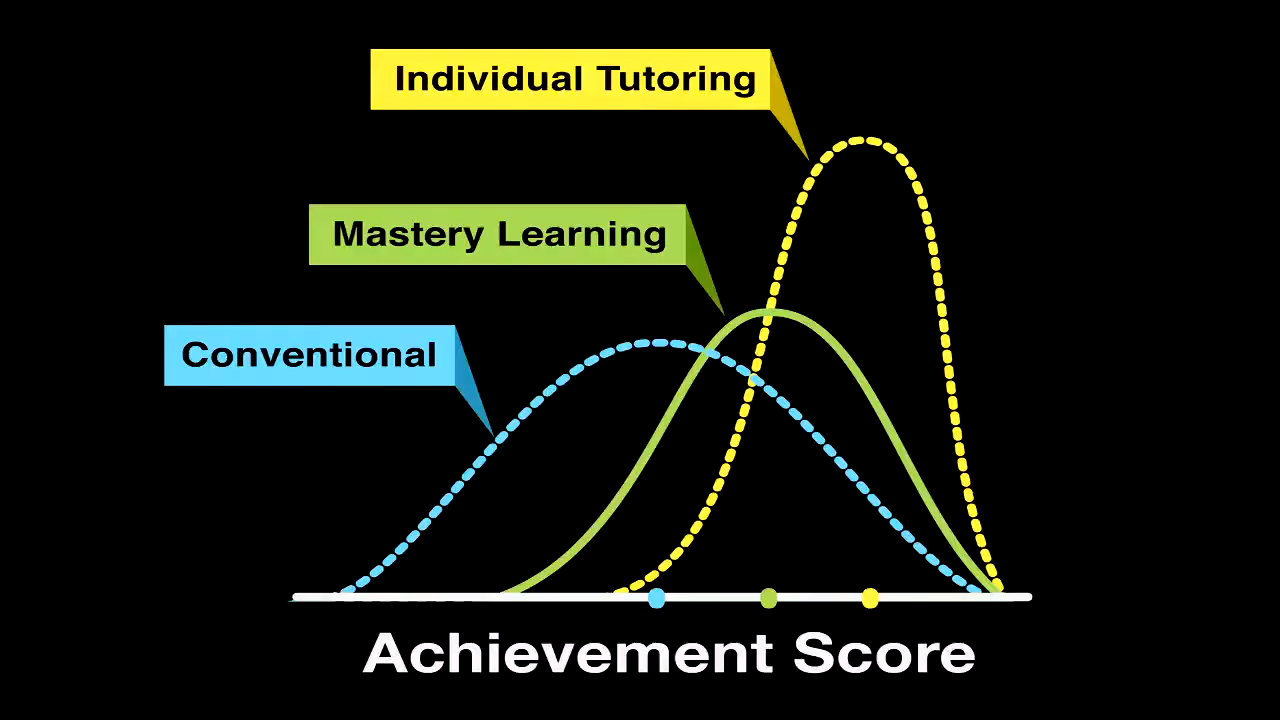 Individual Tutoring
Mastery Learning
Conventional
Achievement Score